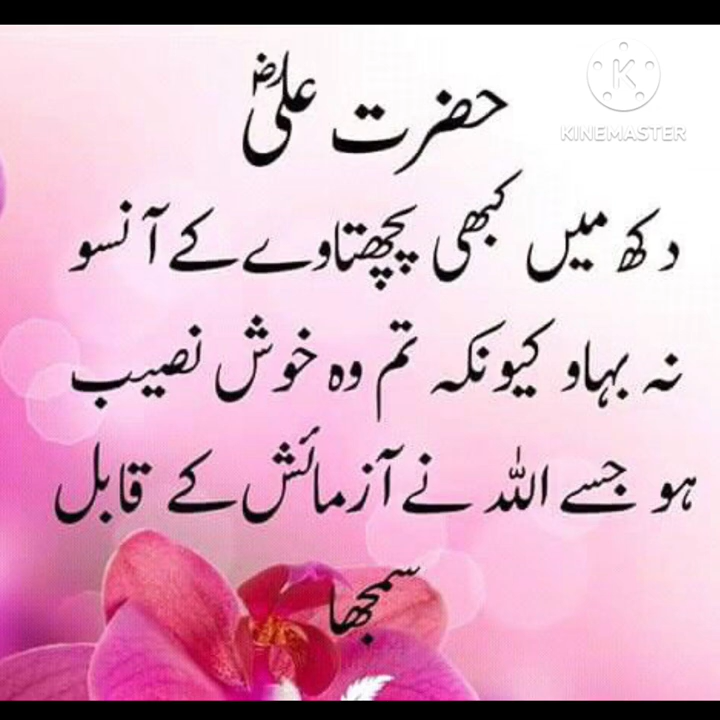 حضرت علیؓ
KINEMASTER
دکھ میں کبھی پچھتاوے کے آنسو
نہ بہاو کیونکہ تم وہ خوش نصیب
ہو جسے اللہ نے آزمائش کے قابل
سمجھا